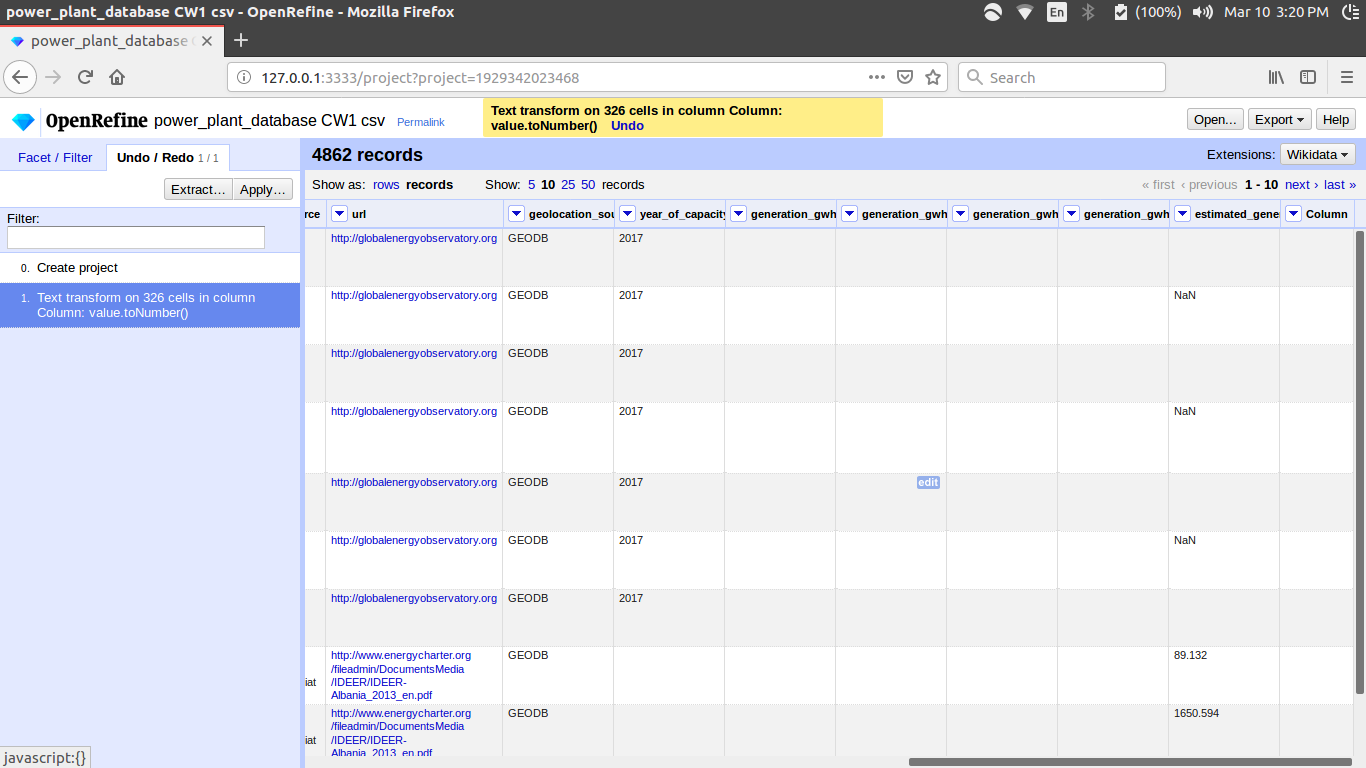 power_plant_database CW1 csv - OpenRefine - Mozilla Firefox
En
(100%)
Mar 10 3:20 PM
power_plant_database
127.0.0.1:3333/project?project=1929342023468
Search
OpenRefine power_plant_database CW1 csv Permalink
Text transform on 326 cells in column Column:
value.toNumber() Undo
Open... Export Help
Facet / Filter Undo / Redo 1 / 1
4862 records
Extensions: Wikidata
Extract... Apply...
Show as: rows records Show: 5 10 25 50 records
« first ‹ previous 1 - 10 next › last »
Filter:
rce url geolocation_sou year_of_capacity generation_gwh generation_gwh generation_gwh generation_gwh estimated_gene Column
0. Create project
1. Text transform on 326 cells in column
Column: value.toNumber()
http://globalenergyobservatory.org GEODB 2017
http://globalenergyobservatory.org GEODB 2017 NaN
http://globalenergyobservatory.org GEODB 2017
http://globalenergyobservatory.org GEODB 2017 NaN
http://globalenergyobservatory.org GEODB 2017 edit
http://globalenergyobservatory.org GEODB 2017 NaN
http://globalenergyobservatory.org GEODB 2017
http://www.energycharter.org GEODB 89.132
/fileadmin/DocumentsMedia
iat /IDEER/IDEER-
Albania_2013_en.pdf
http://www.energycharter.org GEODB 1650.594
/fileadmin/DocumentsMedia
iat /IDEER/IDEER-
Albania_2013_en.pdf
javascript:{}